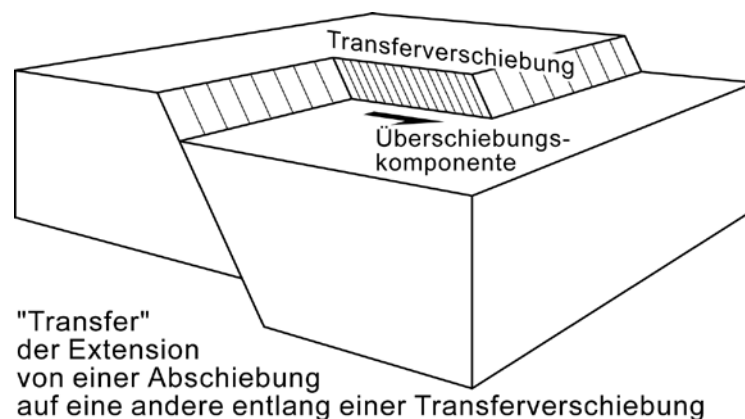 Transferverschiebung
Überschiebungs-
komponente
"Transfer"
der Extension
von einer Abschiebung
auf eine andere entlang einer Transferverschiebung